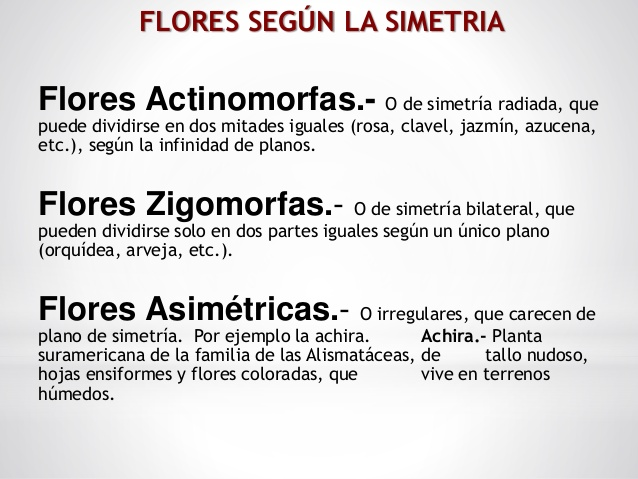 FLORES SEGÚN LA SIMETRIA
Flores Actinomorfas.- O de simetría radiada, que
puede dividirse en dos mitades iguales (rosa, clavel, jazmín, azucena,
etc.), según la infinidad de planos.
Flores Zigomorfas.- O de simetría bilateral, que
pueden dividirse solo en dos partes iguales según un único plano
(orquídea, arveja, etc.).
Flores Asimétricas.- O irregulares, que carecen de
plano de simetría. Por ejemplo la achira. Achira.- Planta
suramericana de la familia de las Alismatáceas, de tallo nudoso,
hojas ensiformes y flores coloradas, que vive en terrenos
húmedos.